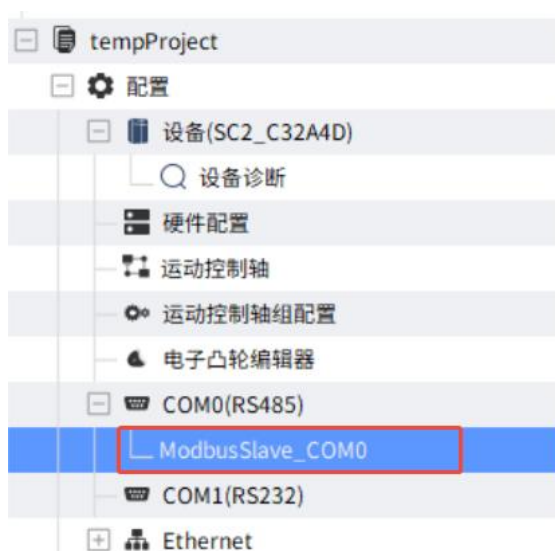 tempProject
配置
设备(SC2_C32A4D)
设备诊断
硬件配置
运动控制轴
运动控制轴组配置
电子凸轮编辑器
COM0(RS485)
ModbusSlave_COM0
COM1(RS232)
Ethernet